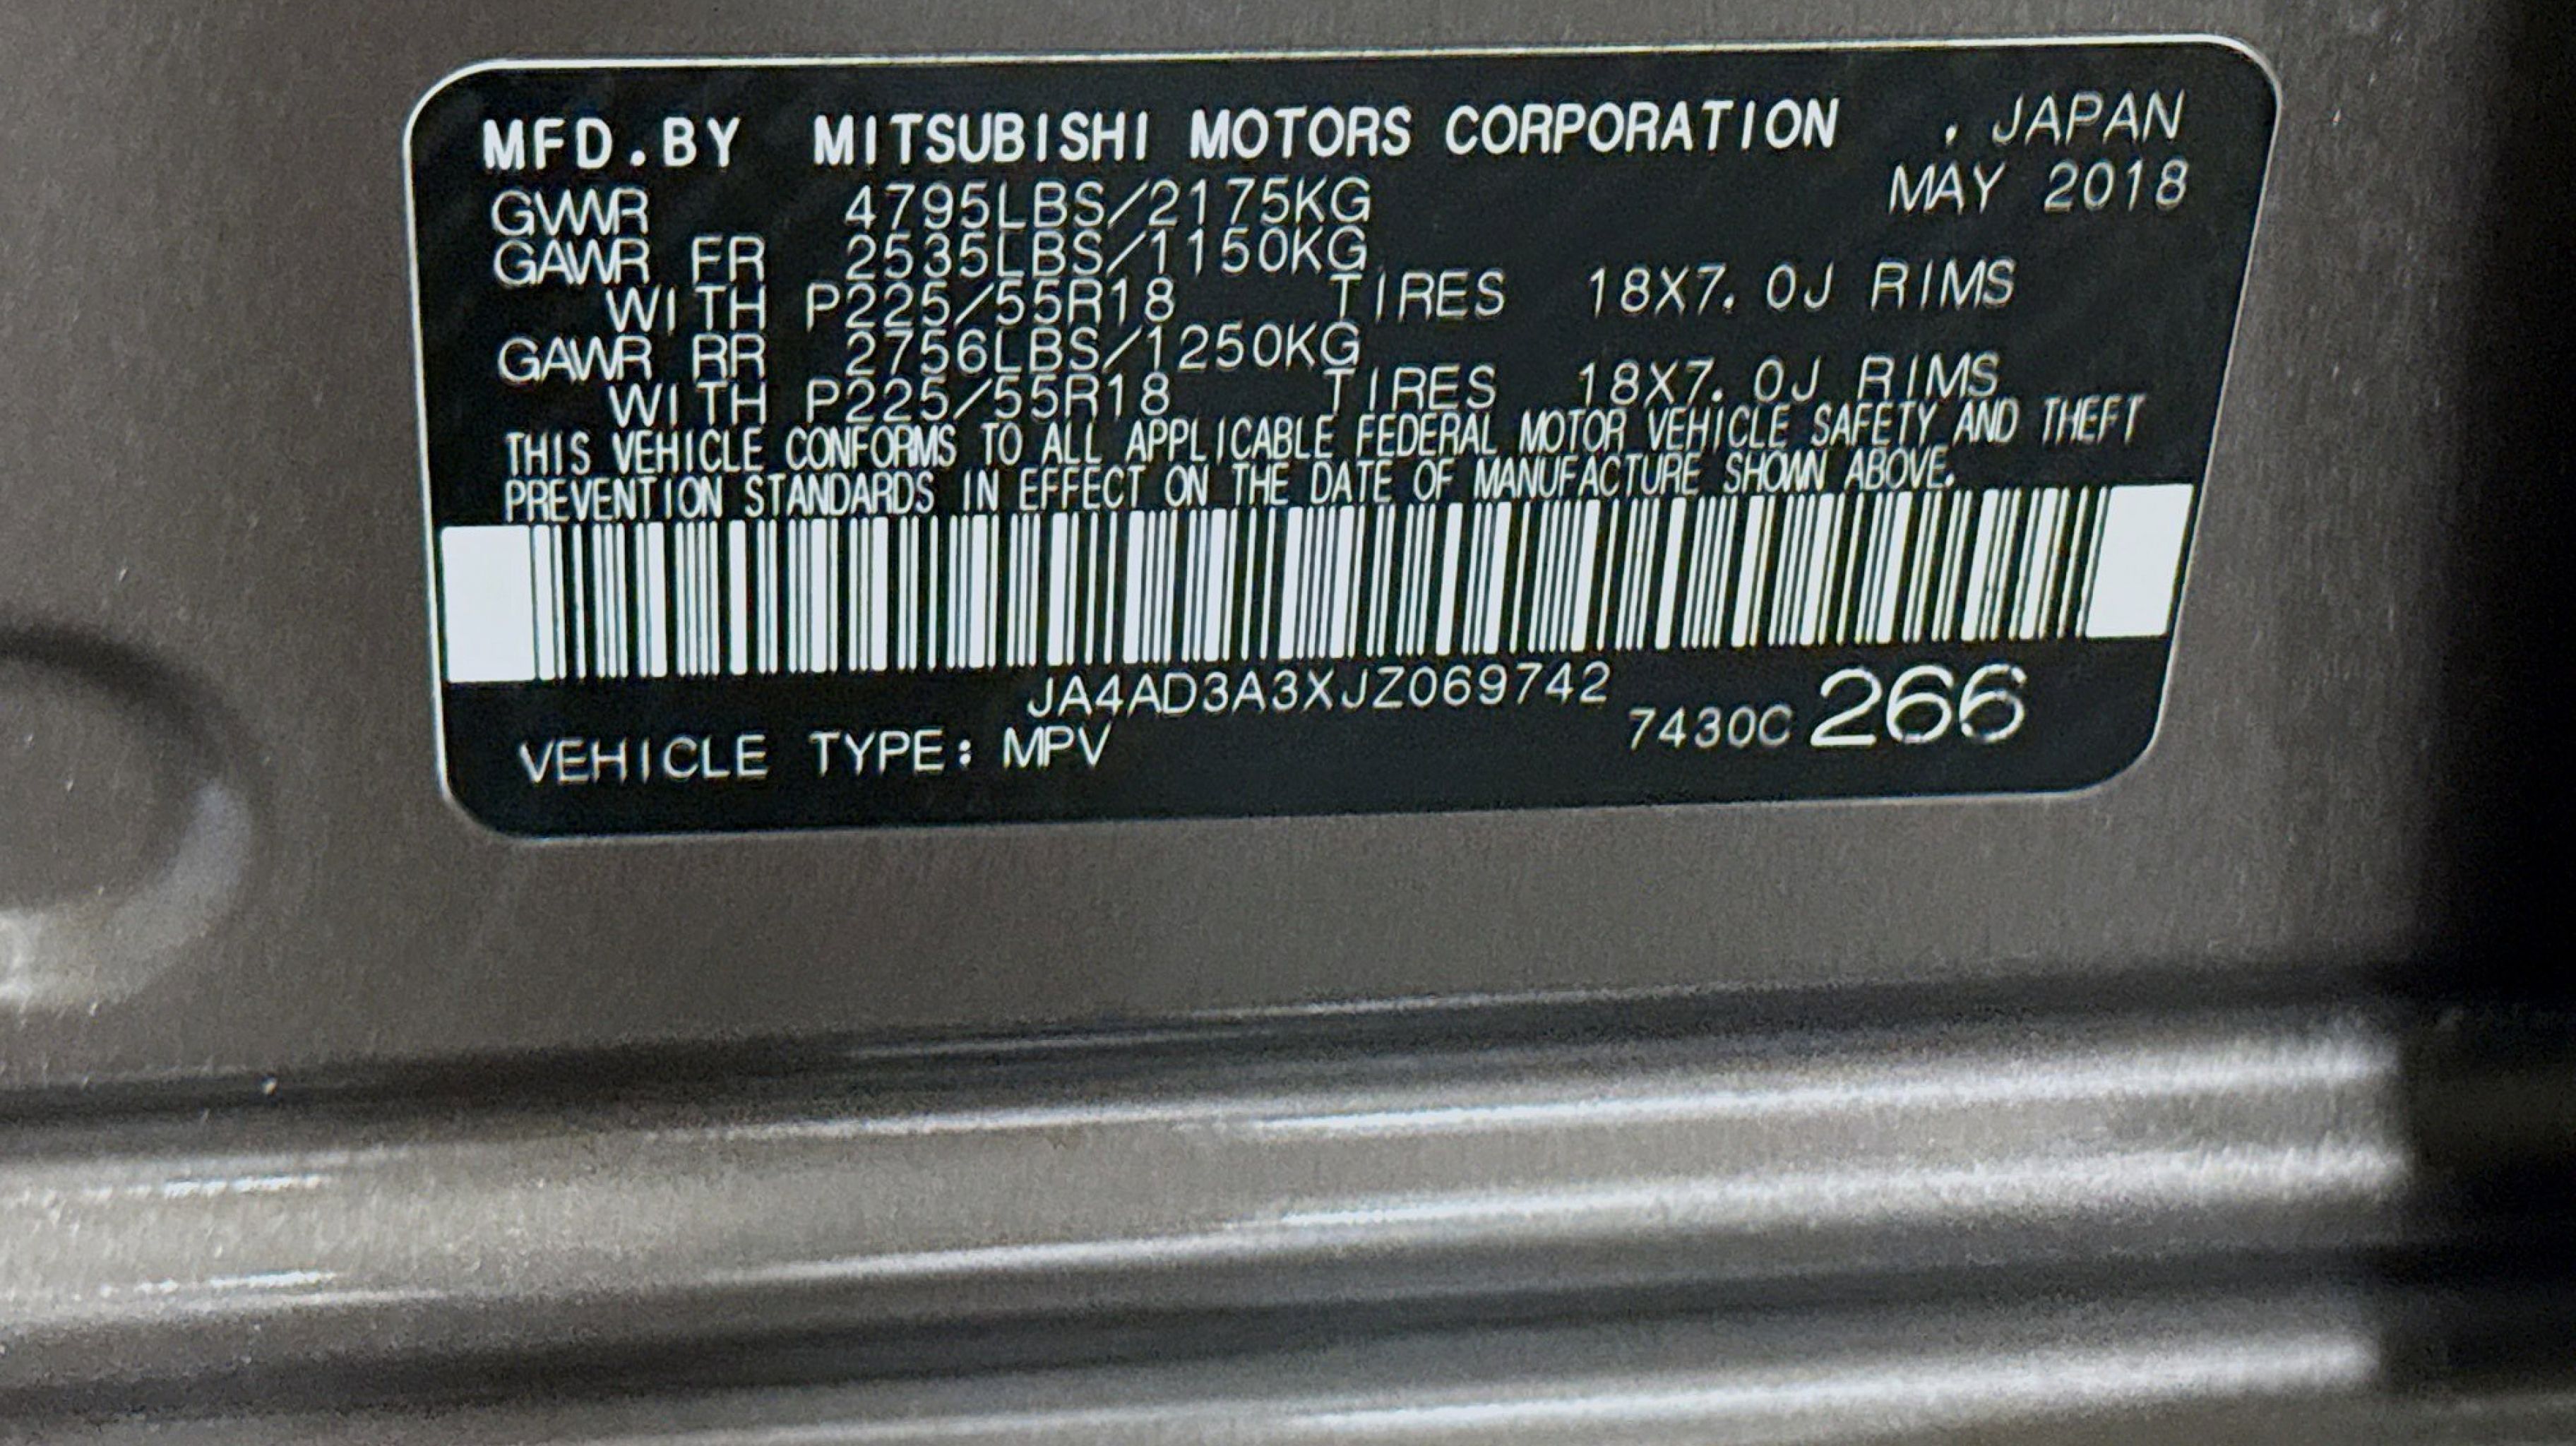 MFD.BY MITSUBISHI MOTORS CORPORATION , JAPAN
GVWR 4795LBS/2175KG MAY 2018
GAWR FR 2535LBS/1150KG
WITH P225/55R18 TIRES 18X7.0J RIMS
GAWR RR 2756LBS/1250KG
WITH P225/55R18 TIRES 18X7.0J RIMS
THIS VEHICLE CONFORMS TO ALL APPLICABLE FEDERAL MOTOR VEHICLE SAFETY AND THEFT
PREVENTION STANDARDS IN EFFECT ON THE DATE OF MANUFACTURE SHOWN ABOVE.
JA4AD3A3XJZ069742
VEHICLE TYPE: MPV 7430C 266